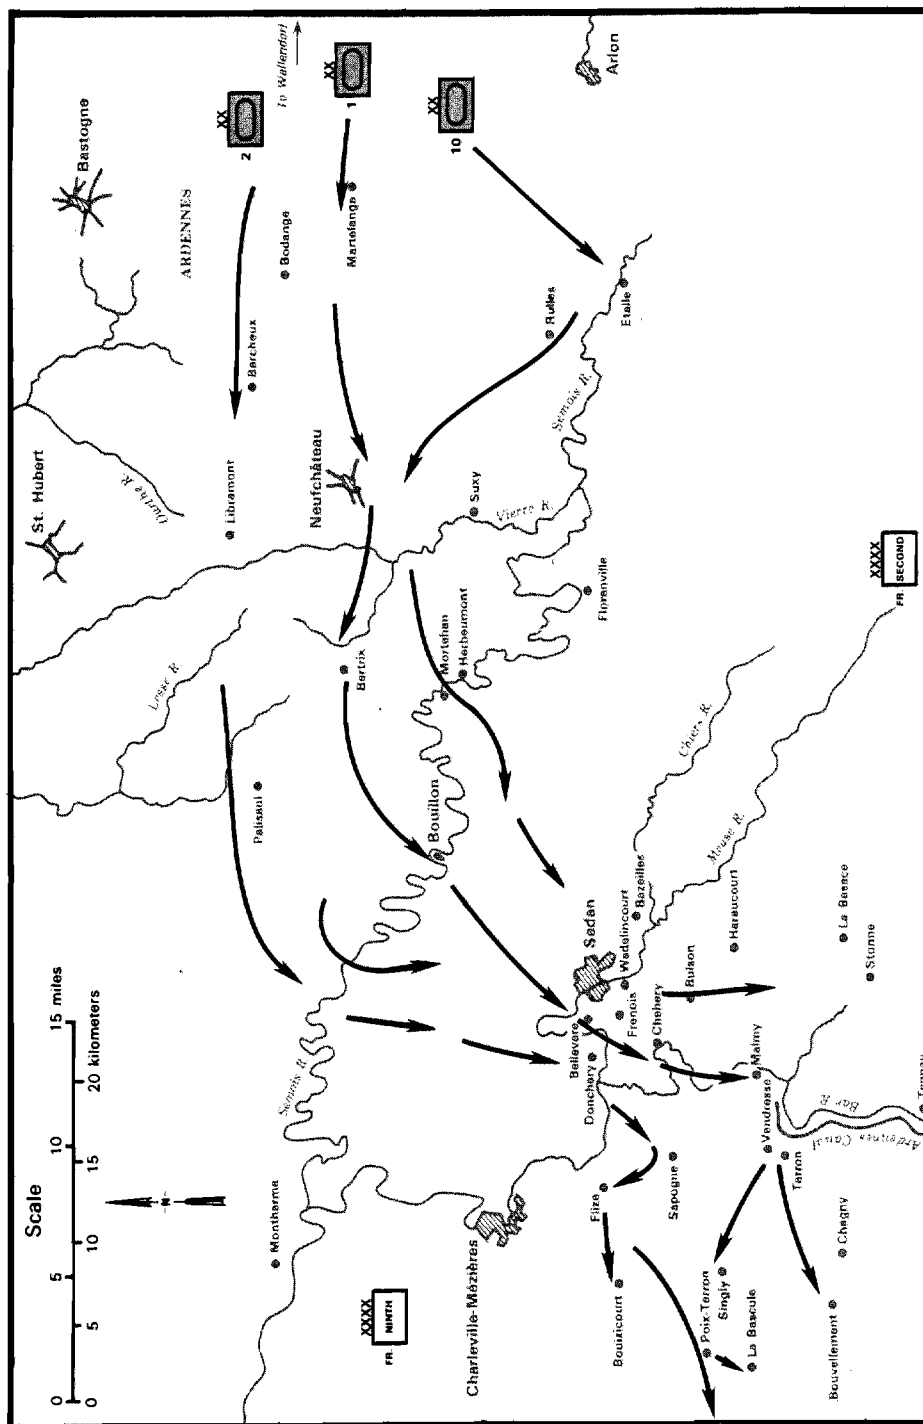 Scale
0 5 10 15 miles
0 5 10 15 20 kilometers
N
St. Hubert
Bastogne
Ourthe R.
ARDENNES
XX
2
To Wallendorf
XX
1
XX
10
Lesse R.
Libramont
Bercheux
Bodange
Martelange
Neufchâteau
Paliseul
Bertrix
Montherme
Semois R.
Bouillon
Mortehan
Herbeumont
Suxy
Vierre R.
Rulles
Semois R.
Etalle
Arlon
Florenville
XXXX
FR. NINTH
Charleville-Mézières
Sedan
Bellevue
Donchery
Frenois
Wadelincourt
Bazeilles
Chiers R.
Meuse R.
XXXX
FR. SECOND
Flize
Boulzicourt
Sapogne
Chehery
Bulson
Haraucourt
Poix-Terron
Singly
La Bascule
Vendresse
Malmy
Terron
Bar R.
Ardennes Canal
Bouvellement
Chagny
La Besace
Stonne